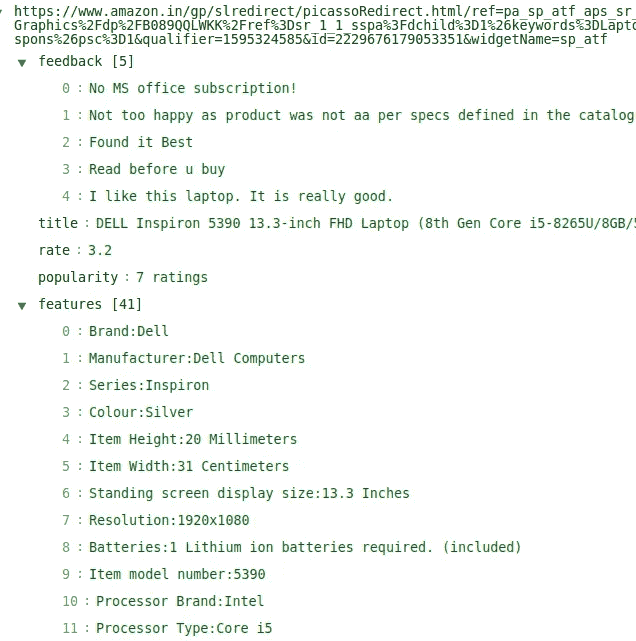 https://www.amazon.in/gp/slredirect/picassoRedirect.html/ref=pa_sp_atf_aps_sr_
Graphics%2Fdp%2FB089QQLWKK%2Fref%3Dsr_1_1_sspa%3Fdchild%3D1%26keywords%3DLapto
spons%26psc%3D1&qualifier=1595324585&id=2229676179053351&widgetName=sp_atf
feedback [5]
0 : No MS office subscription!
1 : Not too happy as product was not aa per specs defined in the catalog
2 : Found it Best
3 : Read before u buy
4 : I like this laptop. It is really good.
title : DELL Inspiron 5390 13.3-inch FHD Laptop (8th Gen Core i5-8265U/8GB/5
rate : 3.2
popularity : 7 ratings
features [41]
0 : Brand:Dell
1 : Manufacturer:Dell Computers
2 : Series:Inspiron
3 : Colour:Silver
4 : Item Height:20 Millimeters
5 : Item Width:31 Centimeters
6 : Standing screen display size:13.3 Inches
7 : Resolution:1920x1080
8 : Batteries:1 Lithium ion batteries required. (included)
9 : Item model number:5390
10 : Processor Brand:Intel
11 : Processor Type:Core i5